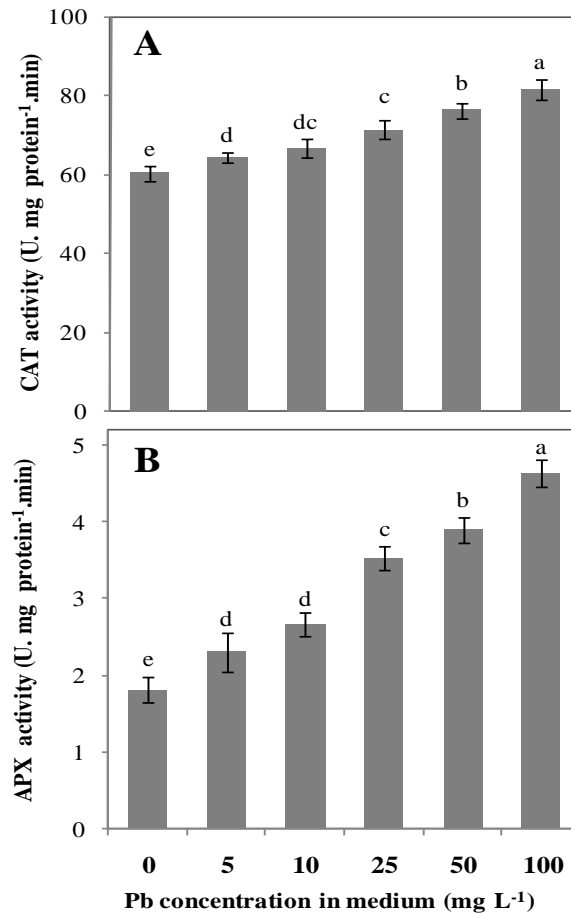 A
CAT activity (U. mg protein⁻¹.min)
100
80
60
40
20
0
e
d
dc
c
b
a
B
APX activity (U. mg protein⁻¹.min)
5
4
3
2
1
0
e
d
d
c
b
a
0 5 10 25 50 100
Pb concentration in medium (mg L⁻¹)